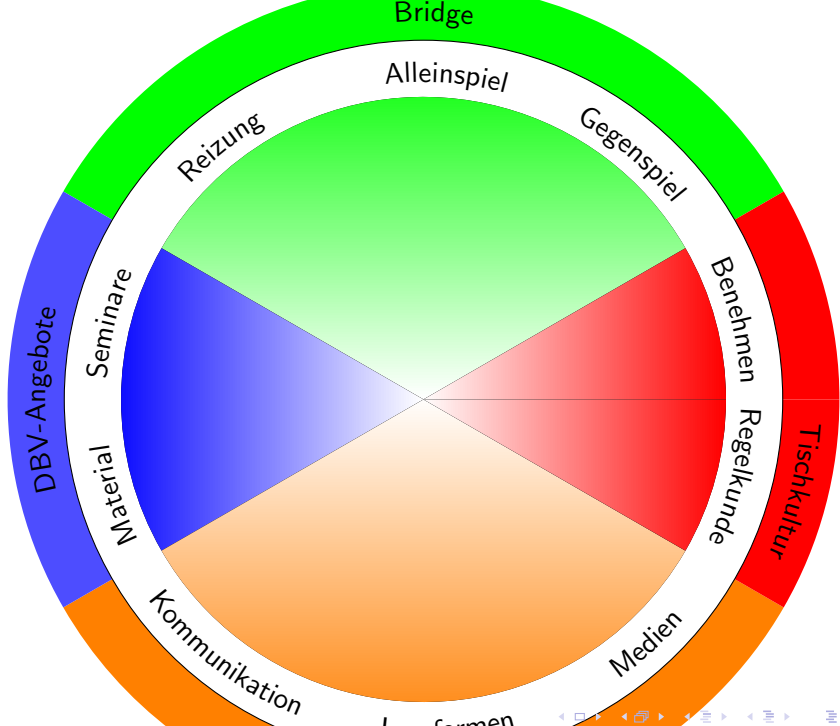 Bridge
Alleinspiel
Reizung
Gegenspiel
Seminare
Benehmen
DBV-Angebote
Material
Regelkunde
Tischkultur
Kommunikation
Medien